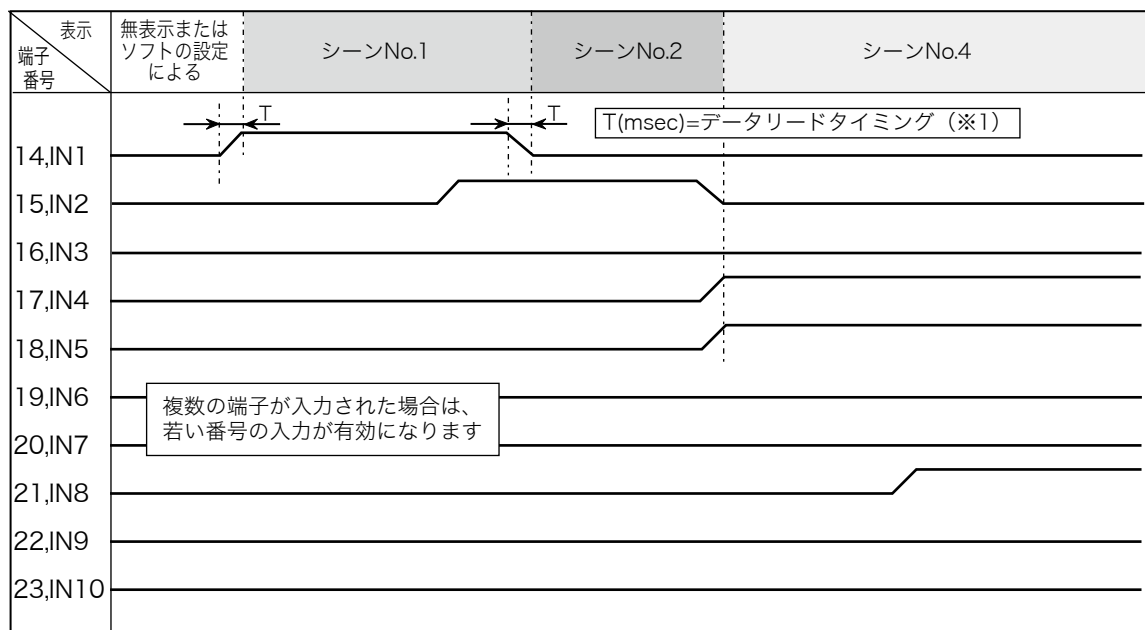 表示
端子
番号
無表示または
ソフトの設定
による
シーンNo.1
シーンNo.2
シーンNo.4
T
T
T(msec)=データリードタイミング（※1）
14,IN1
15,IN2
16,IN3
17,IN4
18,IN5
19,IN6
複数の端子が入力された場合は、
若い番号の入力が有効になります
20,IN7
21,IN8
22,IN9
23,IN10